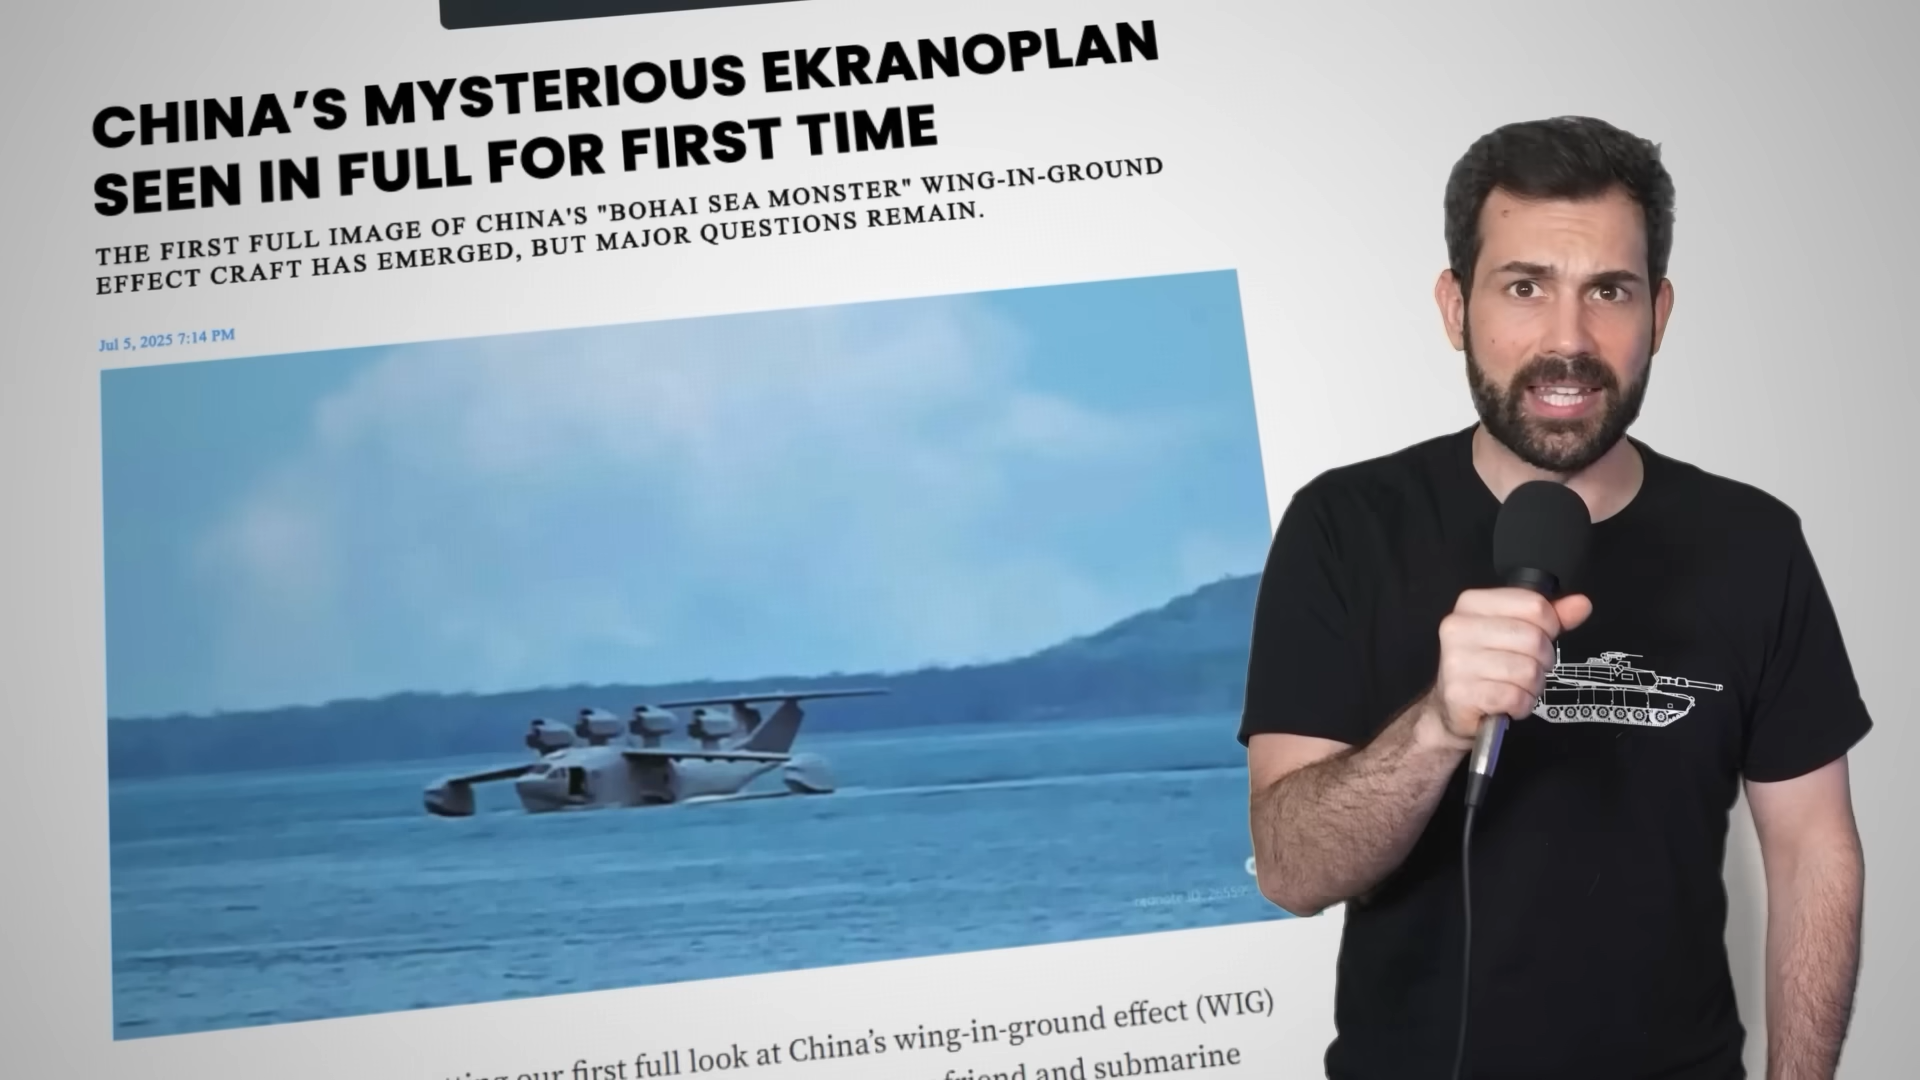 CHINA’S MYSTERIOUS EKRANOPLAN
SEEN IN FULL FOR FIRST TIME
THE FIRST FULL IMAGE OF CHINA'S "BOHAI SEA MONSTER" WING-IN-GROUND
EFFECT CRAFT HAS EMERGED, BUT MAJOR QUESTIONS REMAIN.
Jul 5, 2025 7:14 PM
our first full look at China’s wing-in-ground effect (WIG)
friend and submarine